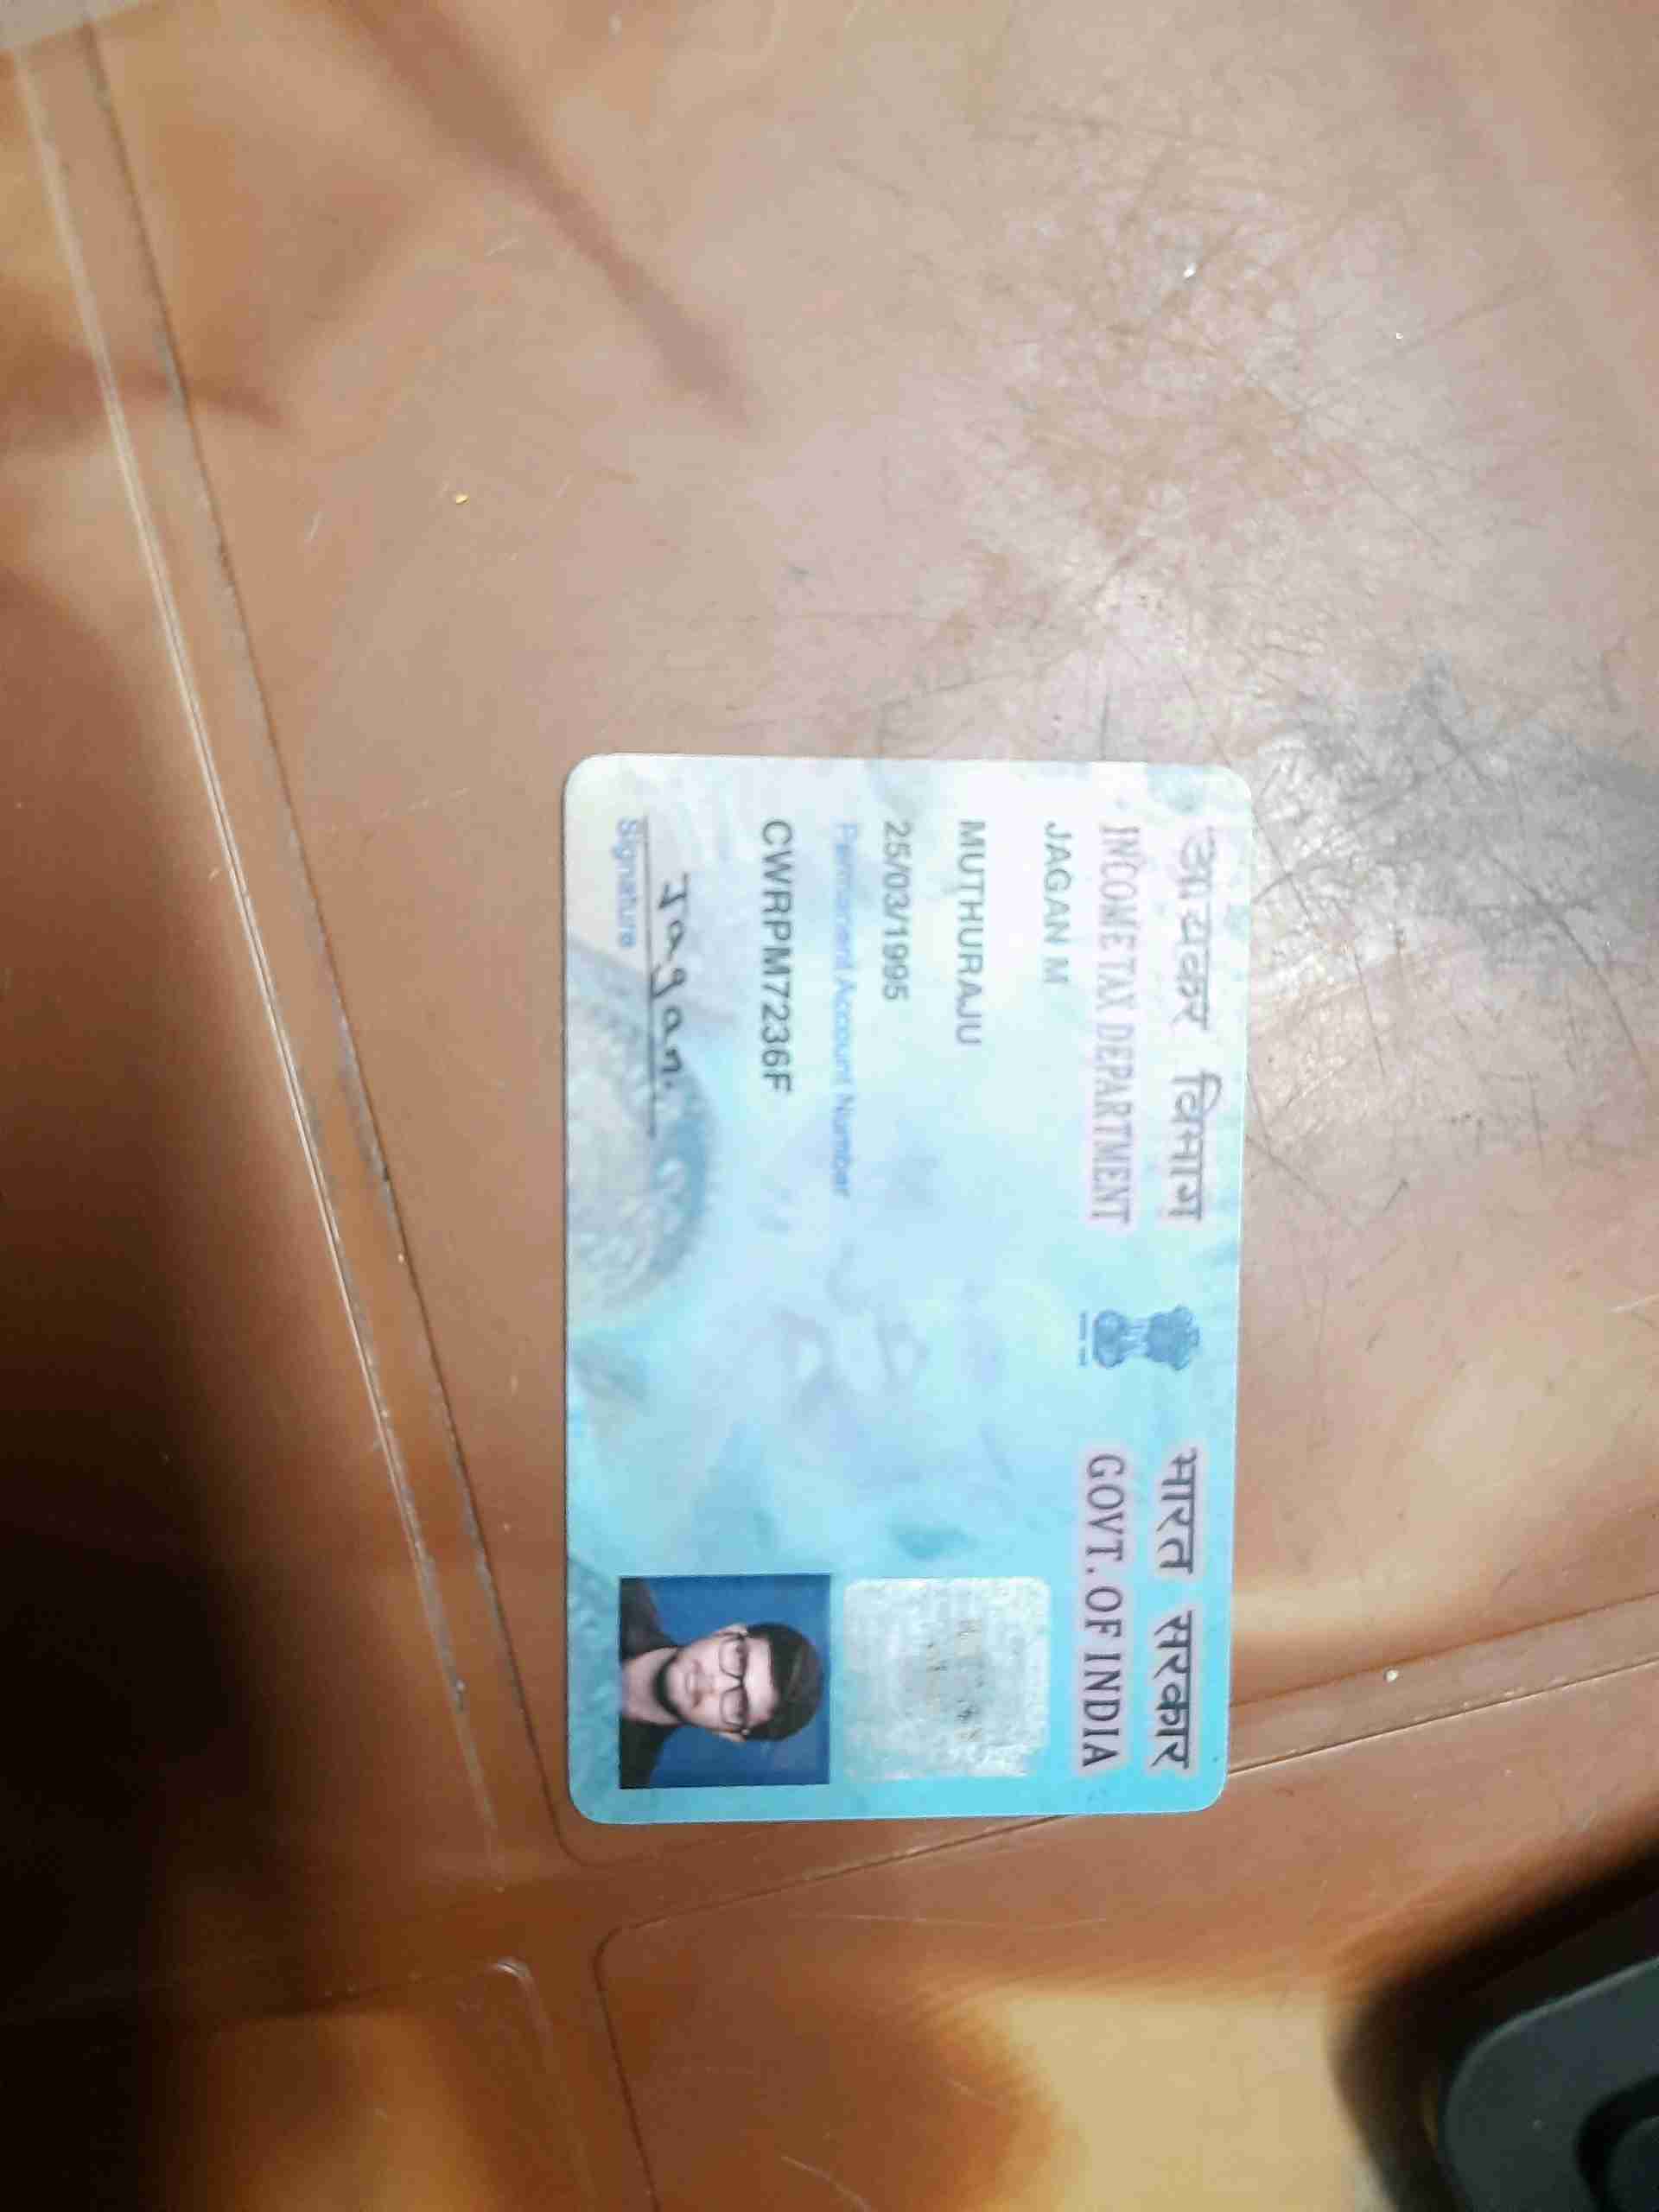 आयकर विभाग
INCOME TAX DEPARTMENT
भारत सरकार
GOVT. OF INDIA
JAGAN M
MUTHURAJU
25/03/1995
Permanent Account Number
CWRPM7236F
Jagan.
Signature